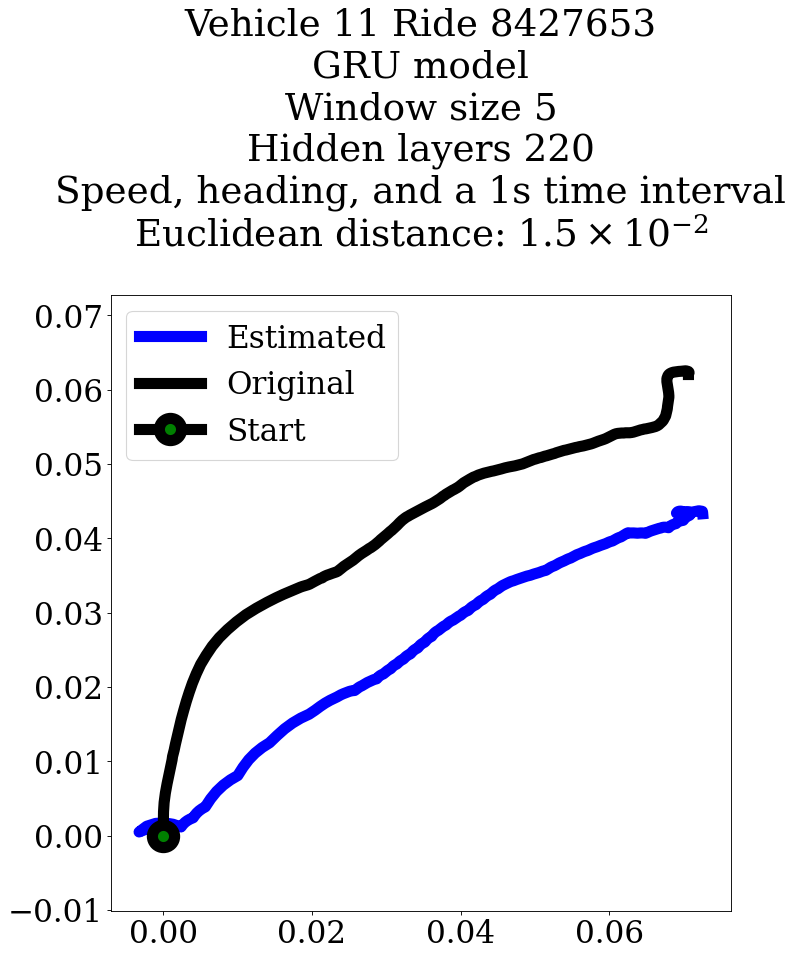 Vehicle 11 Ride 8427653
GRU model
Window size 5
Hidden layers 220
Speed, heading, and a 1s time interval
Euclidean distance: 1.5 × 10⁻²
Estimated
Original
Start
0.07
0.06
0.05
0.04
0.03
0.02
0.01
0.00
−0.01
0.00 0.02 0.04 0.06